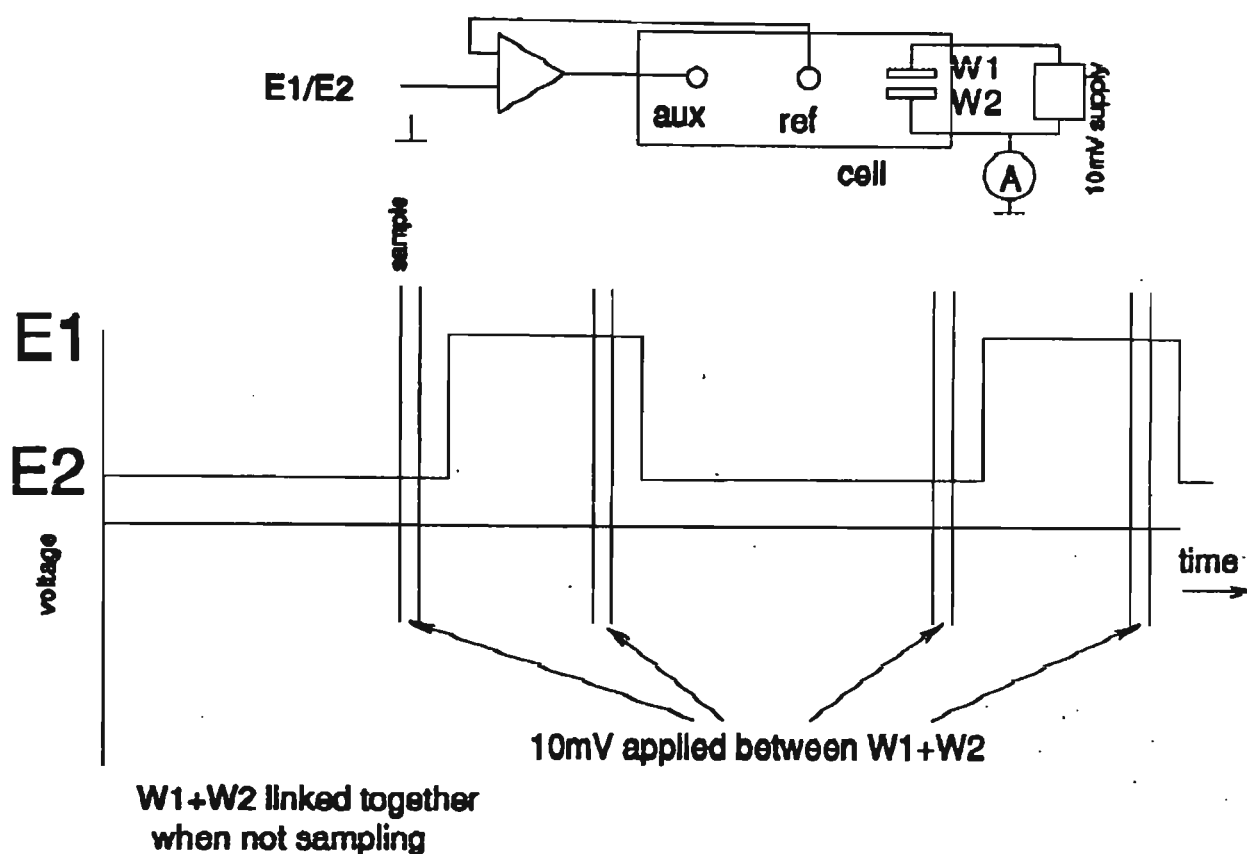 E1/E2
aux
ref
W1
W2
10mV supply
cell
A
sample
E1
E2
voltage
time
10mV applied between W1+W2
W1+W2 linked together
when not sampling